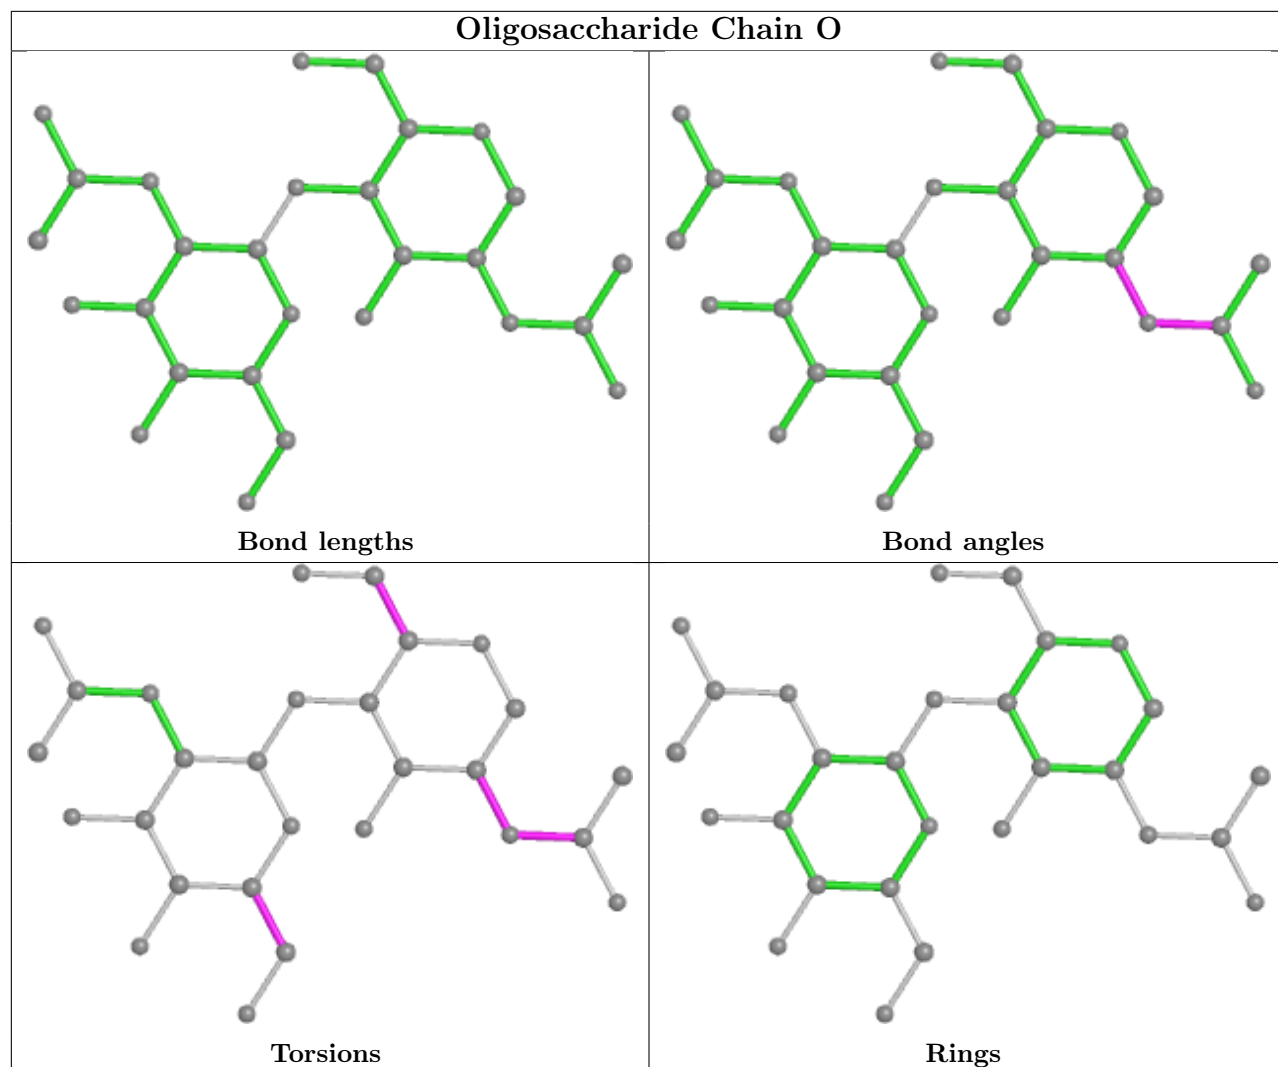 Oligosaccharide Chain O
Bond lengths
Bond angles
Torsions
Rings